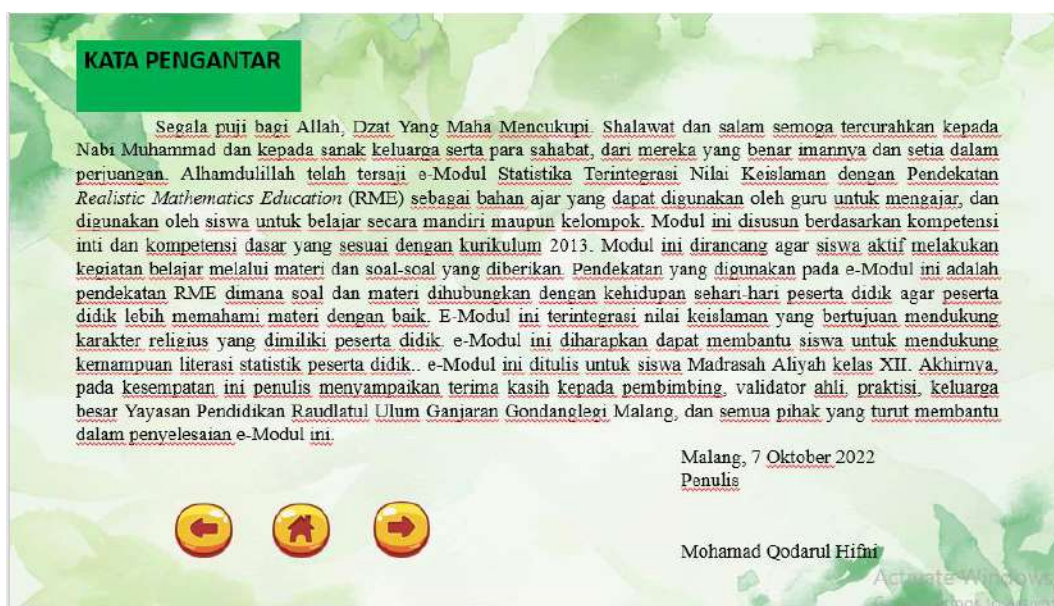 KATA PENGANTAR
Segala puji bagi Allah, Dzat Yang Maha Mencukupi. Shalawat dan salam semoga tercurahkan kepada
Nabi Muhammad dan kepada sanak keluarga serta para sahabat, dari mereka yang benar imannya dan setia dalam
perjuangan. Alhamdulillah telah tersaji e-Modul Statistika Terintegrasi Nilai Keislaman dengan Pendekatan
Realistic Mathematics Education (RME) sebagai bahan ajar yang dapat digunakan oleh guru untuk mengajar, dan
digunakan oleh siswa untuk belajar secara mandiri maupun kelompok. Modul ini disusun berdasarkan kompetensi
inti dan kompetensi dasar yang sesuai dengan kurikulum 2013. Modul ini dirancang agar siswa aktif melakukan
kegiatan belajar melalui materi dan soal-soal yang diberikan. Pendekatan yang digunakan pada e-Modul ini adalah
pendekatan RME dimana soal dan materi dihubungkan dengan kehidupan sehari-hari peserta didik agar peserta
didik lebih memahami materi dengan baik. E-Modul ini terintegrasi nilai keislaman yang bertujuan mendukung
karakter religius yang dimiliki peserta didik. e-Modul ini diharapkan dapat membantu siswa untuk mendukung
kemampuan literasi statistik peserta didik.. e-Modul ini ditulis untuk siswa Madrasah Aliyah kelas XII. Akhirnya,
pada kesempatan ini penulis menyampaikan terima kasih kepada pembimbing, validator ahli, praktisi, keluarga
besar Yayasan Pendidikan Raudlatul Ulum Ganjaran Gondanglegi Malang, dan semua pihak yang turut membantu
dalam penyelesaian e-Modul ini.
Malang, 7 Oktober 2022
Penulis
Mohamad Qodarul Hifni
Activate Windows